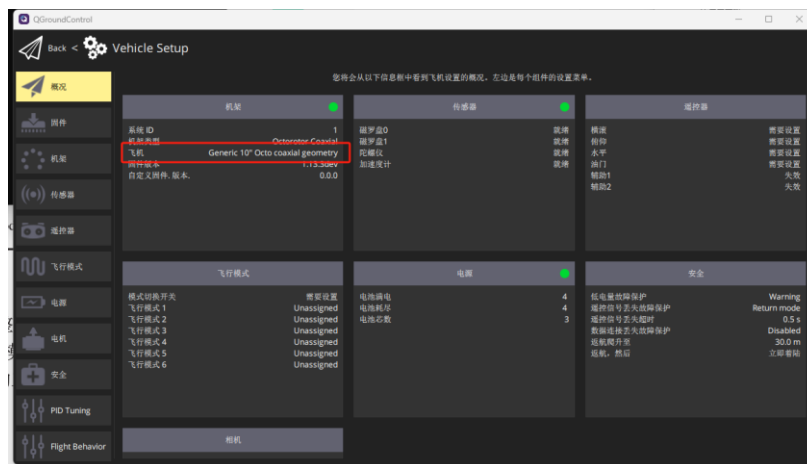 QGroundControl
Back < Vehicle Setup
您将会从以下信息框中看到飞机设置的概况。左边是每个组件的设置菜单。
概况
固件
机架
传感器
遥控器
飞行模式
电源
电机
安全
PID Tuning
Flight Behavior
机架
系统 ID 1
机架类型 Octorotor Coaxial
飞机 Generic 10" Octo coaxial geometry
固件版本 1.13.3dev
自定义固件. 版本. 0.0.0
传感器
磁罗盘0 就绪
磁罗盘1 就绪
陀螺仪 就绪
加速度计 就绪
遥控器
横滚 需要设置
俯仰 需要设置
水平 需要设置
油门 需要设置
辅助1 失效
辅助2 失效
飞行模式
模式切换开关 需要设置
飞行模式 1 Unassigned
飞行模式 2 Unassigned
飞行模式 3 Unassigned
飞行模式 4 Unassigned
飞行模式 5 Unassigned
飞行模式 6 Unassigned
电源
电池满电 4
电池耗尽 4
电池芯数 3
安全
低电量故障保护 Warning
遥控信号丢失故障保护 Return mode
遥控信号丢失超时 0.5 s
数据连接丢失故障保护 Disabled
返航爬升至 30.0 m
返航，然后 立即着陆
相机